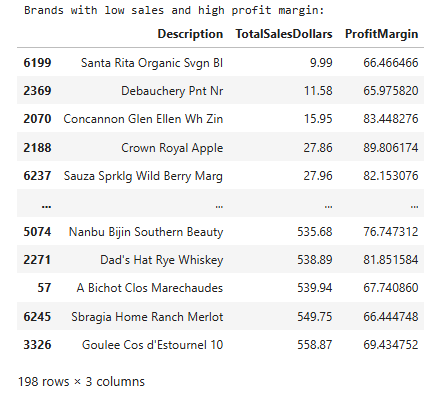 Brands with low sales and high profit margin:
Description TotalSalesDollars ProfitMargin
6199 Santa Rita Organic Svgn Bl 9.99 66.466466
2369 Debauchery Pnt Nr 11.58 65.975820
2070 Concannon Glen Ellen Wh Zin 15.95 83.448276
2188 Crown Royal Apple 27.86 89.806174
6237 Sauza Sprklg Wild Berry Marg 27.96 82.153076
... ... ... ...
5074 Nanbu Bijin Southern Beauty 535.68 76.747312
2271 Dad's Hat Rye Whiskey 538.89 81.851584
57 A Bichot Clos Marechaudes 539.94 67.740860
6245 Sbragia Home Ranch Merlot 549.75 66.444748
3326 Goulee Cos d'Estournel 10 558.87 69.434752
198 rows × 3 columns